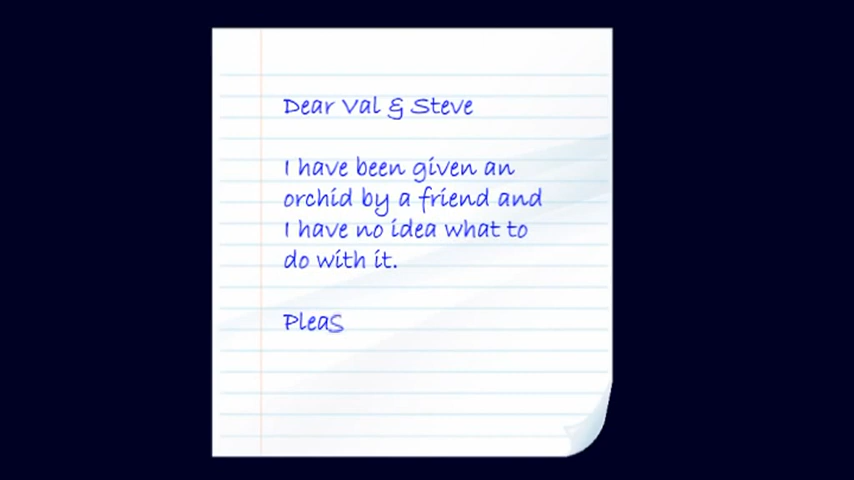 Dear Val & Steve
I have been given an
orchid by a friend and
I have no idea what to
do with it.
PleaS